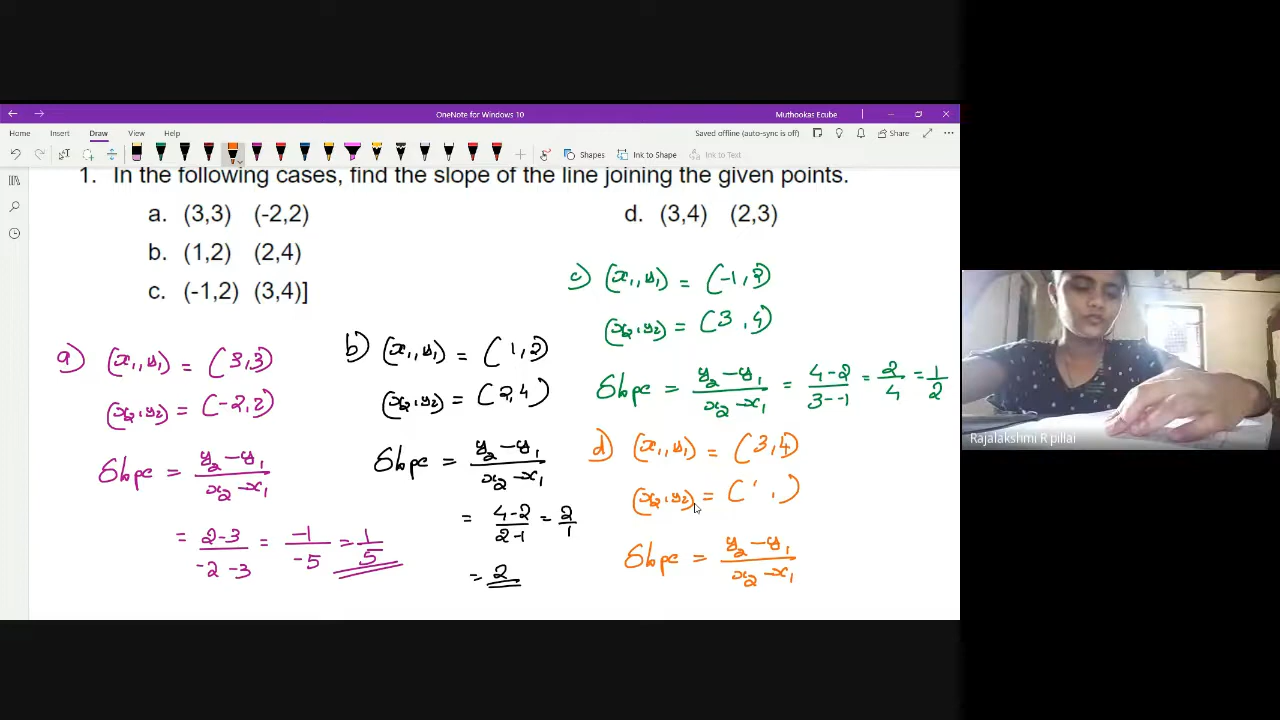 OneNote for Windows 10
Muthookas Ecube
Home Insert Draw View Help
Saved offline (auto-sync is off)
Share
Shapes
Ink to Shape
Ink to Text
1. In the following cases, find the slope of the line joining the given points.
a. (3,3) (-2,2)
b. (1,2) (2,4)
c. (-1,2) (3,4)]
d. (3,4) (2,3)
a) (x₁,y₁) = (3,3)
(x₂,y₂) = (-2,2)
Slope = y₂-y₁ / x₂-x₁
= 2-3 / -2-3 = -1 / -5 = 1/5
b) (x₁,y₁) = (1,2)
(x₂,y₂) = (2,4)
Slope = y₂-y₁ / x₂-x₁
= 4-2 / 2-1 = 2/1
= 2
c) (x₁,y₁) = (-1,2)
(x₂,y₂) = (3,4)
Slope = y₂-y₁ / x₂-x₁ = 4-2 / 3--1 = 2/4 = 1/2
d) (x₁,y₁) = (3,4)
(x₂,y₂) = ( , )
Slope = y₂-y₁ / x₂-x₁
Rajalakshmi R pillai